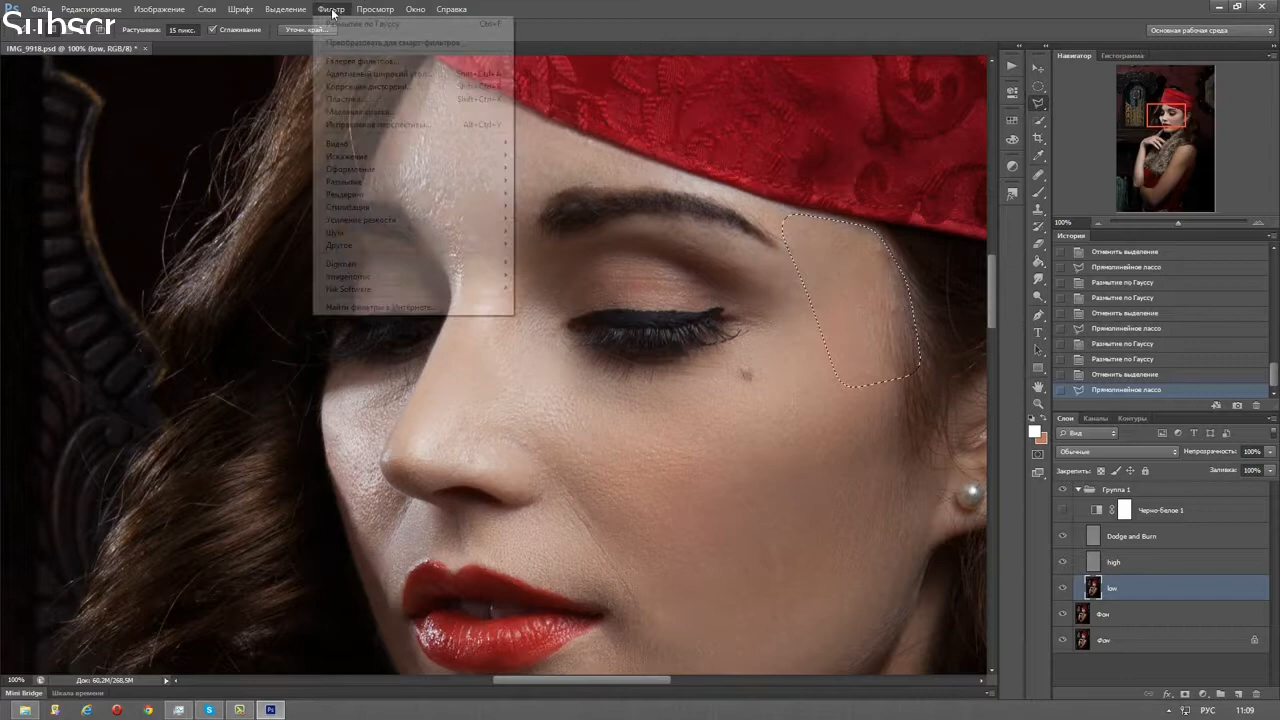 Subscr
Ps Файл Редактирование Изображение Слои Шрифт Выделение Фильтр Просмотр Окно Справка
Растушевка: 15 пикс. Сглаживание Уточн. край... Основная рабочая среда
IMG_9918.psd @ 100% (low, RGB/8) * ×
Размытие по Гауссу Ctrl+F
Преобразовать для смарт-фильтров
Галерея фильтров...
Адаптивный широкий угол... Shift+Ctrl+A
Коррекция дисторсии... Shift+Ctrl+R
Пластика... Shift+Ctrl+X
Масляная краска...
Исправление перспективы... Alt+Ctrl+V
Видео
Искажение
Оформление
Размытие
Рендеринг
Стилизация
Усиление резкости
Шум
Другое
Digimarc
Imagenomic
Nik Software
Найти фильтры в Интернете...
Навигатор Гистограмма
100%
История
Отменить выделение
Прямолинейное лассо
Размытие по Гауссу
Размытие по Гауссу
Отменить выделение
Прямолинейное лассо
Размытие по Гауссу
Размытие по Гауссу
Отменить выделение
Прямолинейное лассо
Слои Каналы Контуры
Вид
Обычные Непрозрачность: 100%
Закрепить: Заливка: 100%
Группа 1
Черно-белое 1
Dodge and Burn
high
low
Фон
Фон
100% Док: 60,2M/268,5M
Mini Bridge Шкала времени
РУС 11:09